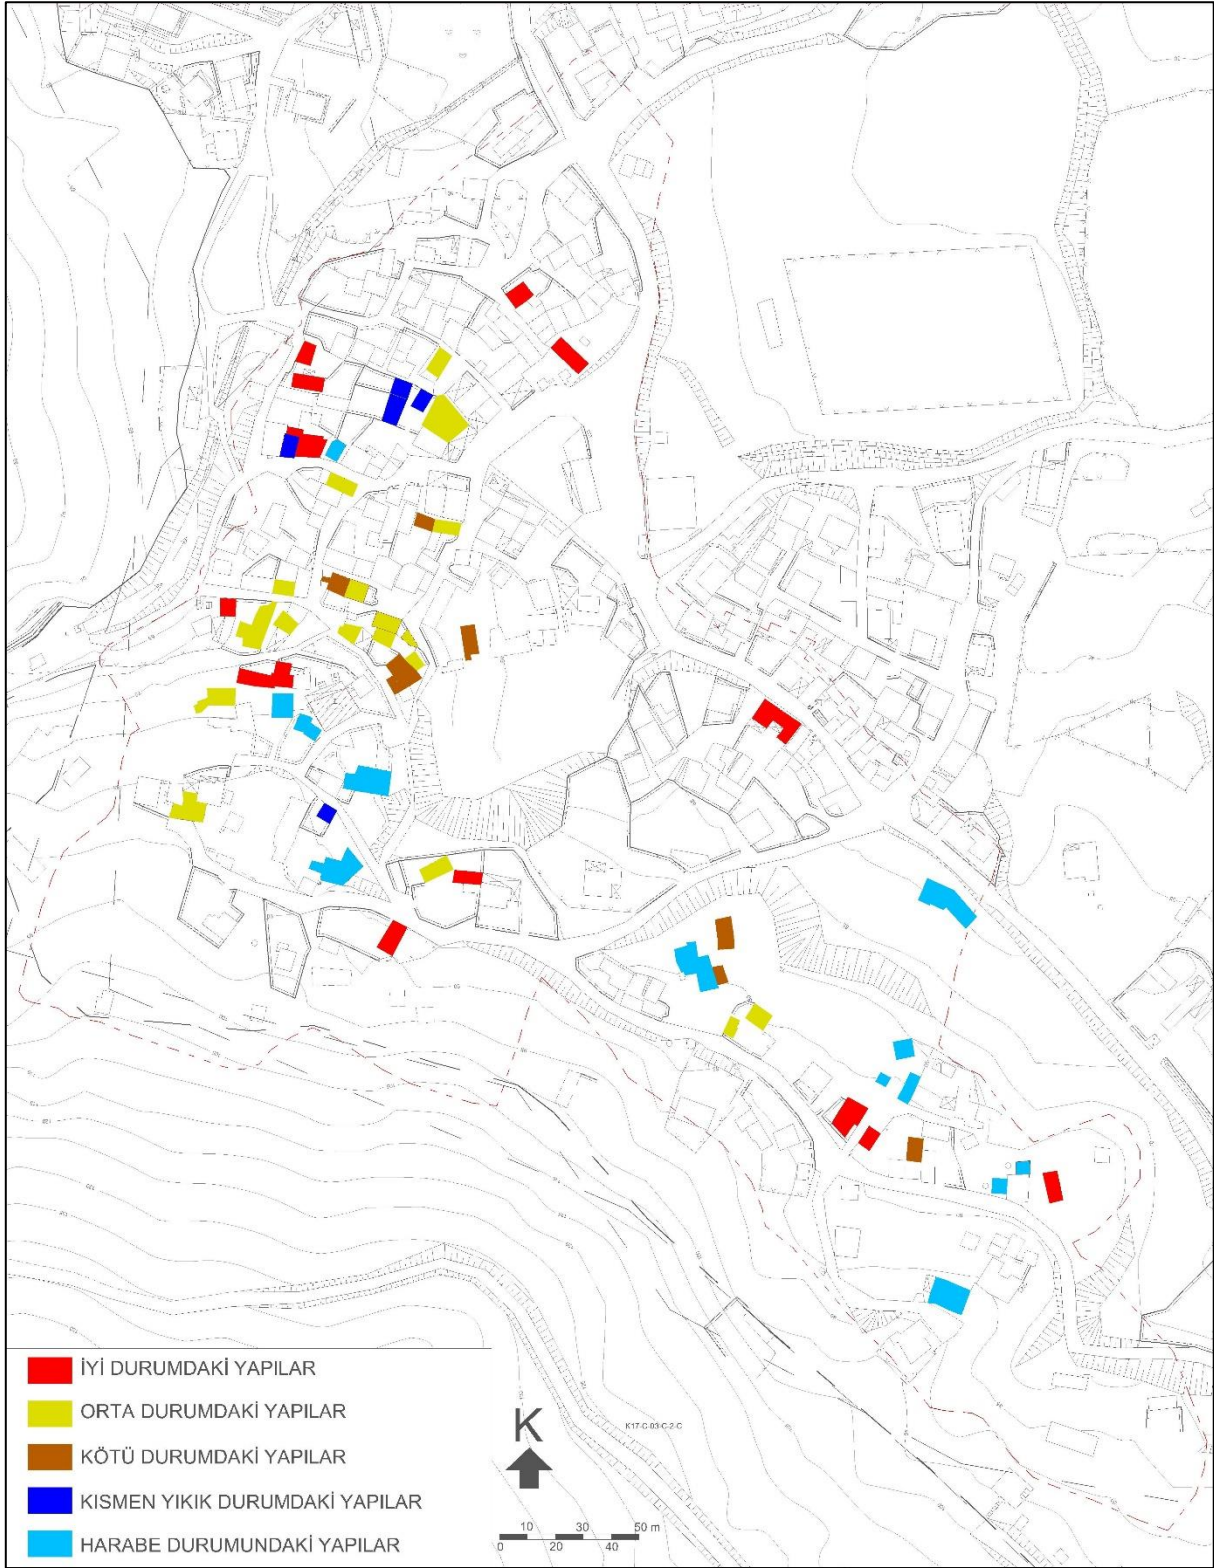 İYİ DURUMDAKİ YAPILAR
ORTA DURUMDAKİ YAPILAR
KÖTÜ DURUMDAKİ YAPILAR
KISMEN YIKIK DURUMDAKİ YAPILAR
HARABE DURUMUNDAKİ YAPILAR
K
K17-C-03-C-2-C
10 30 50 m
0 20 40